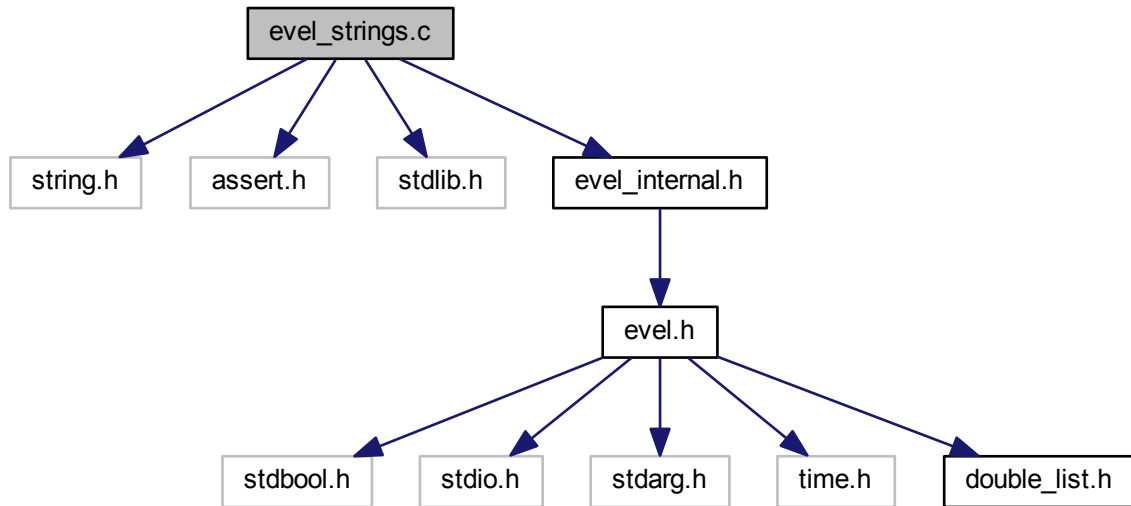 evel_strings.c
string.h
assert.h
stdlib.h
evel_internal.h
evel.h
stdbool.h
stdio.h
stdarg.h
time.h
double_list.h